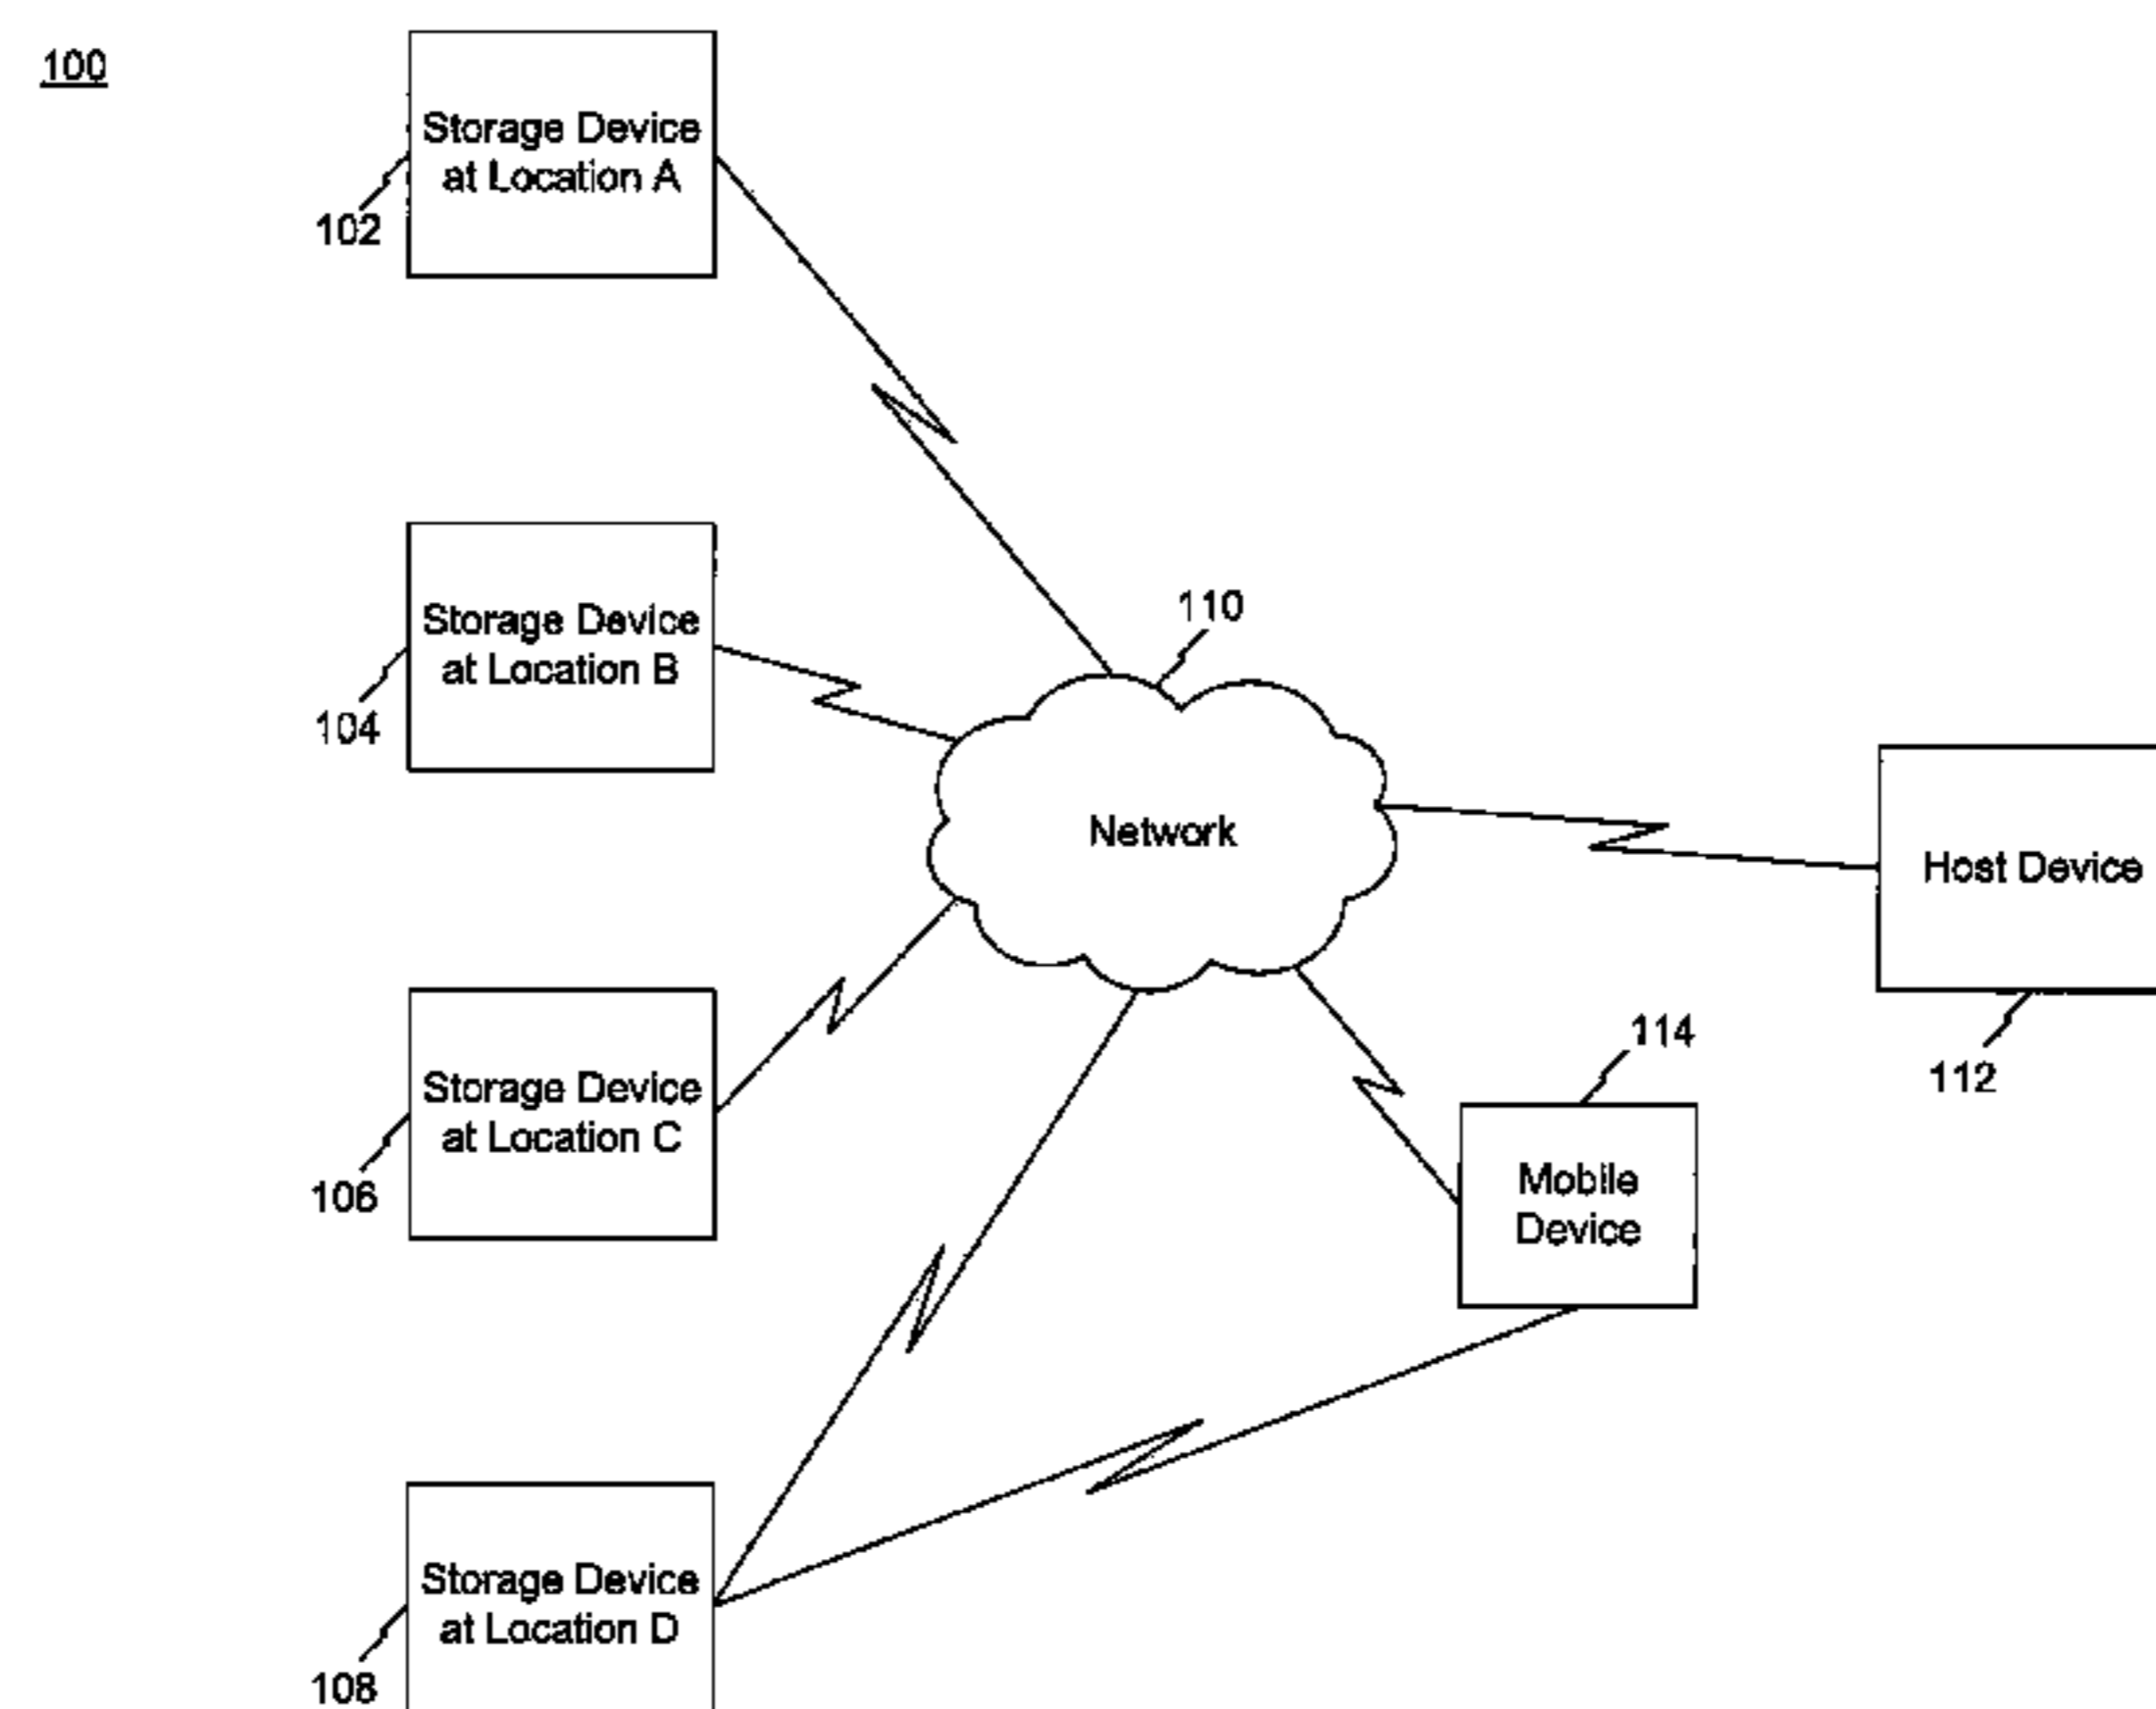 100
Storage Device
at Location A
102
Storage Device
at Location B
104
110
Network
Host Device
112
Storage Device
at Location C
106
114
Mobile
Device
Storage Device
at Location D
108